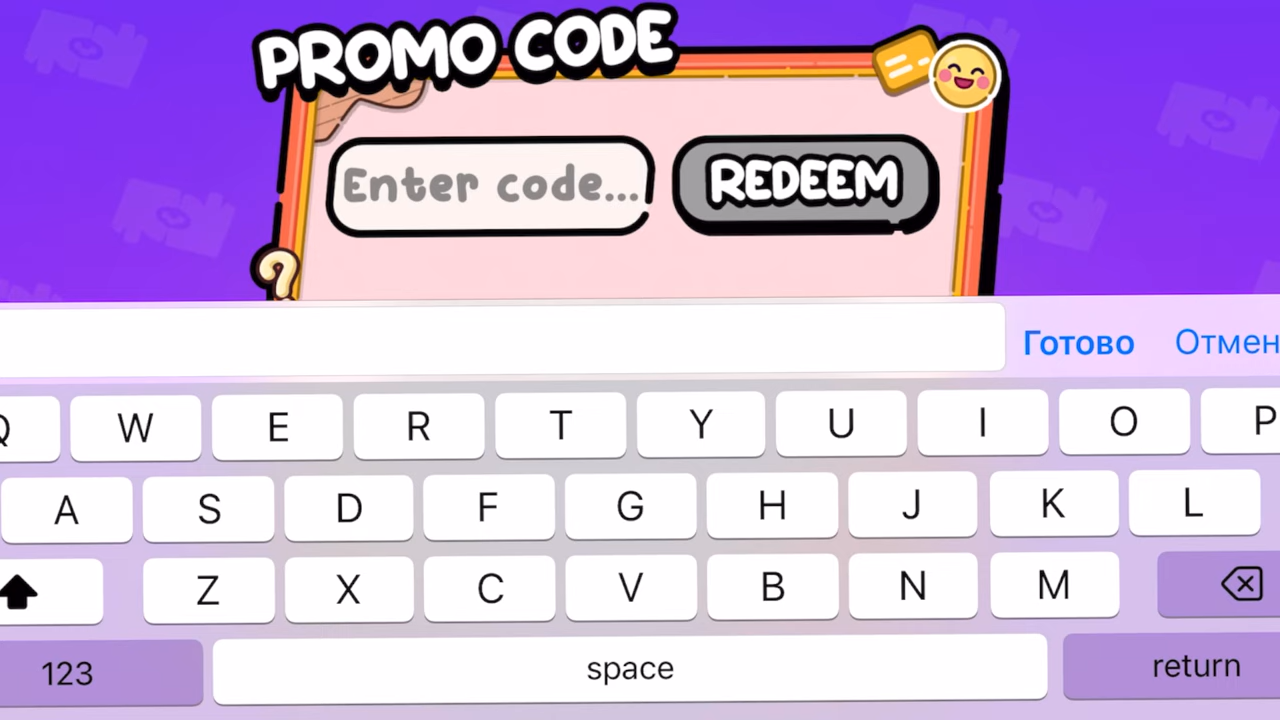 PROMO CODE
Enter code...
REDEEM
Готово Отмен
Q W E R T Y U I O P
A S D F G H J K L
Z X C V B N M
123 space return